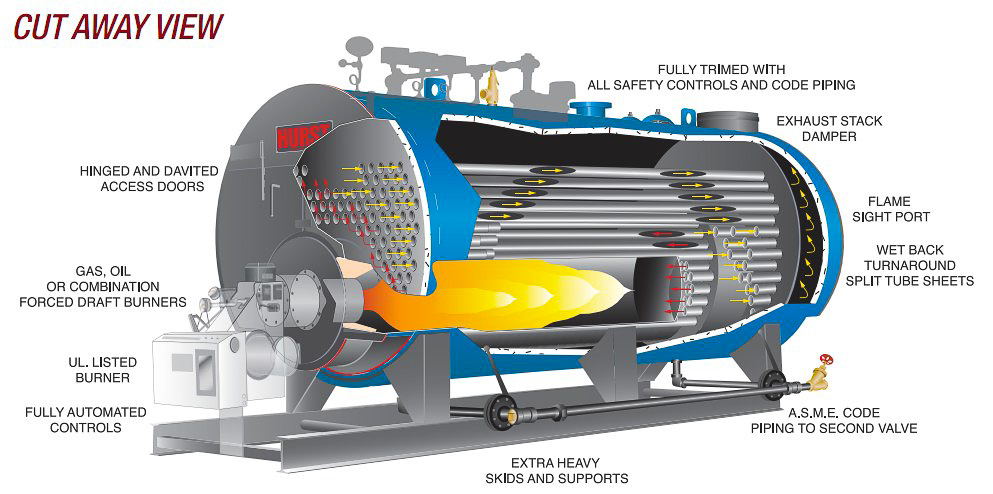 CUT AWAY VIEW
FULLY TRIMED WITH
ALL SAFETY CONTROLS AND CODE PIPING
EXHAUST STACK
DAMPER
HURST
HINGED AND DAVITED
ACCESS DOORS
FLAME
SIGHT PORT
WET BACK
TURNAROUND
SPLIT TUBE SHEETS
GAS, OIL
OR COMBINATION
FORCED DRAFT BURNERS
UL. LISTED
BURNER
FULLY AUTOMATED
CONTROLS
A.S.M.E. CODE
PIPING TO SECOND VALVE
EXTRA HEAVY
SKIDS AND SUPPORTS